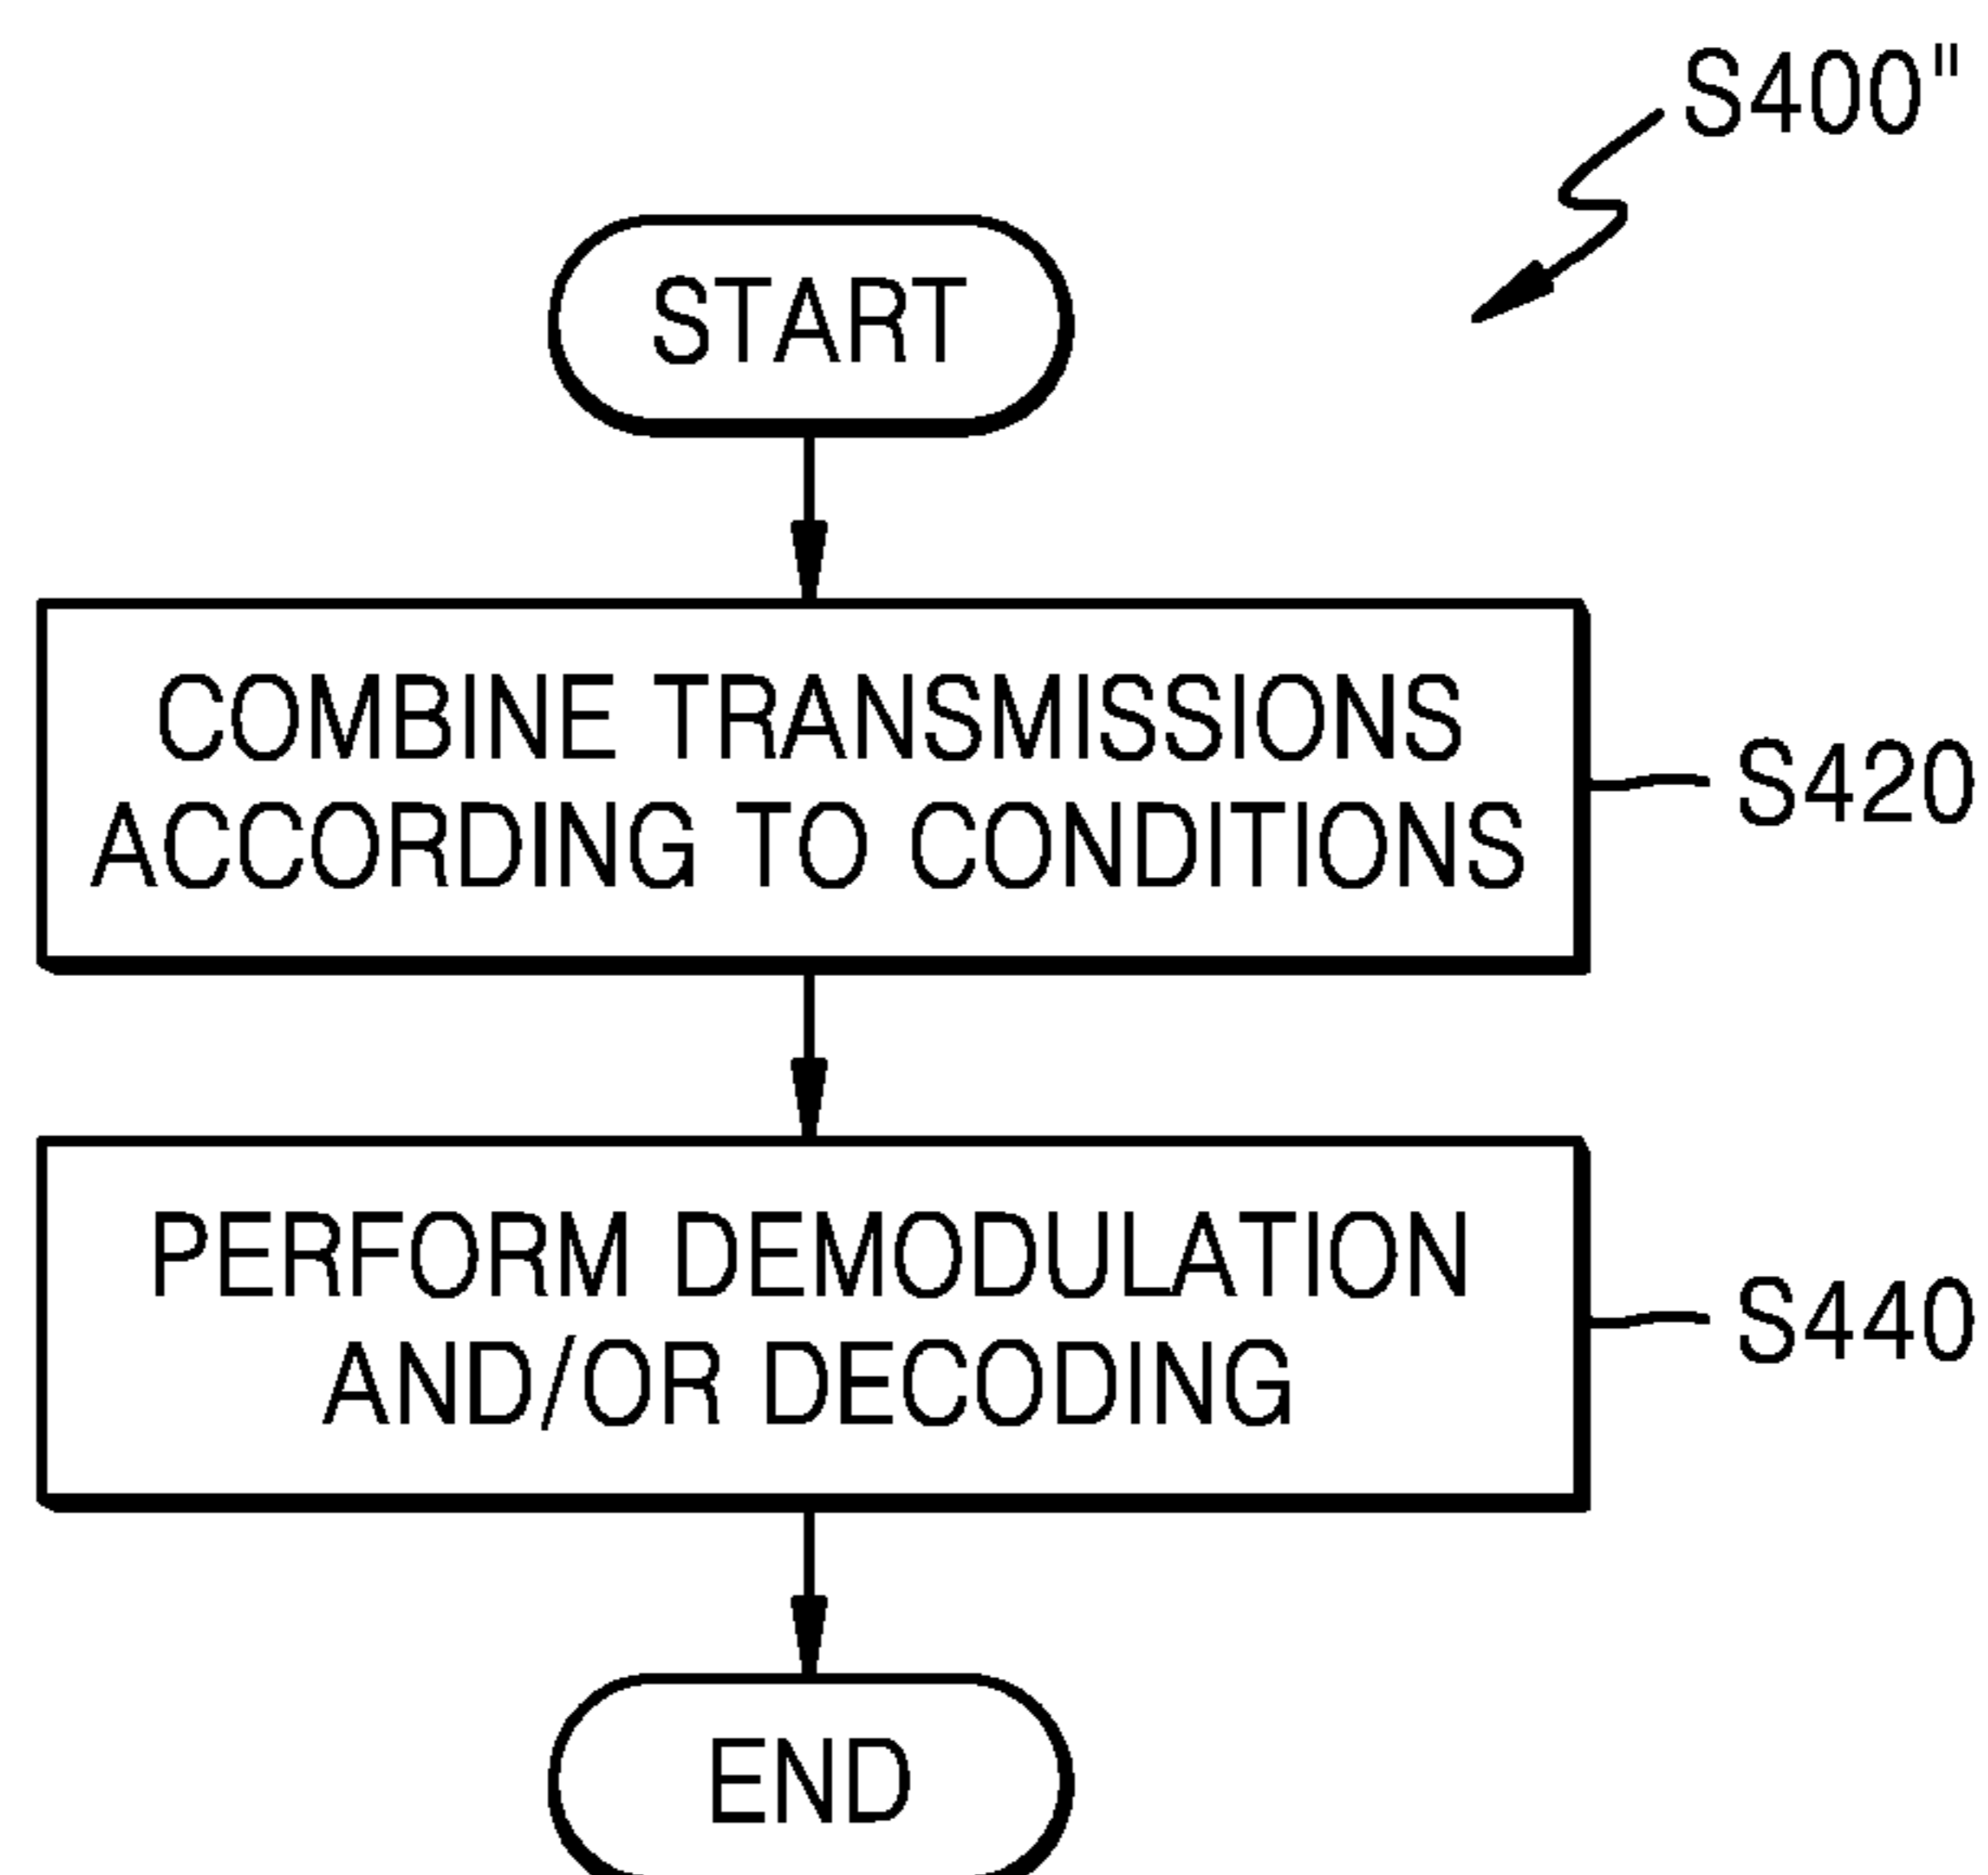 S400"
START
COMBINE TRANSMISSIONS
ACCORDING TO CONDITIONS
S420
PERFORM DEMODULATION
AND/OR DECODING
S440
END